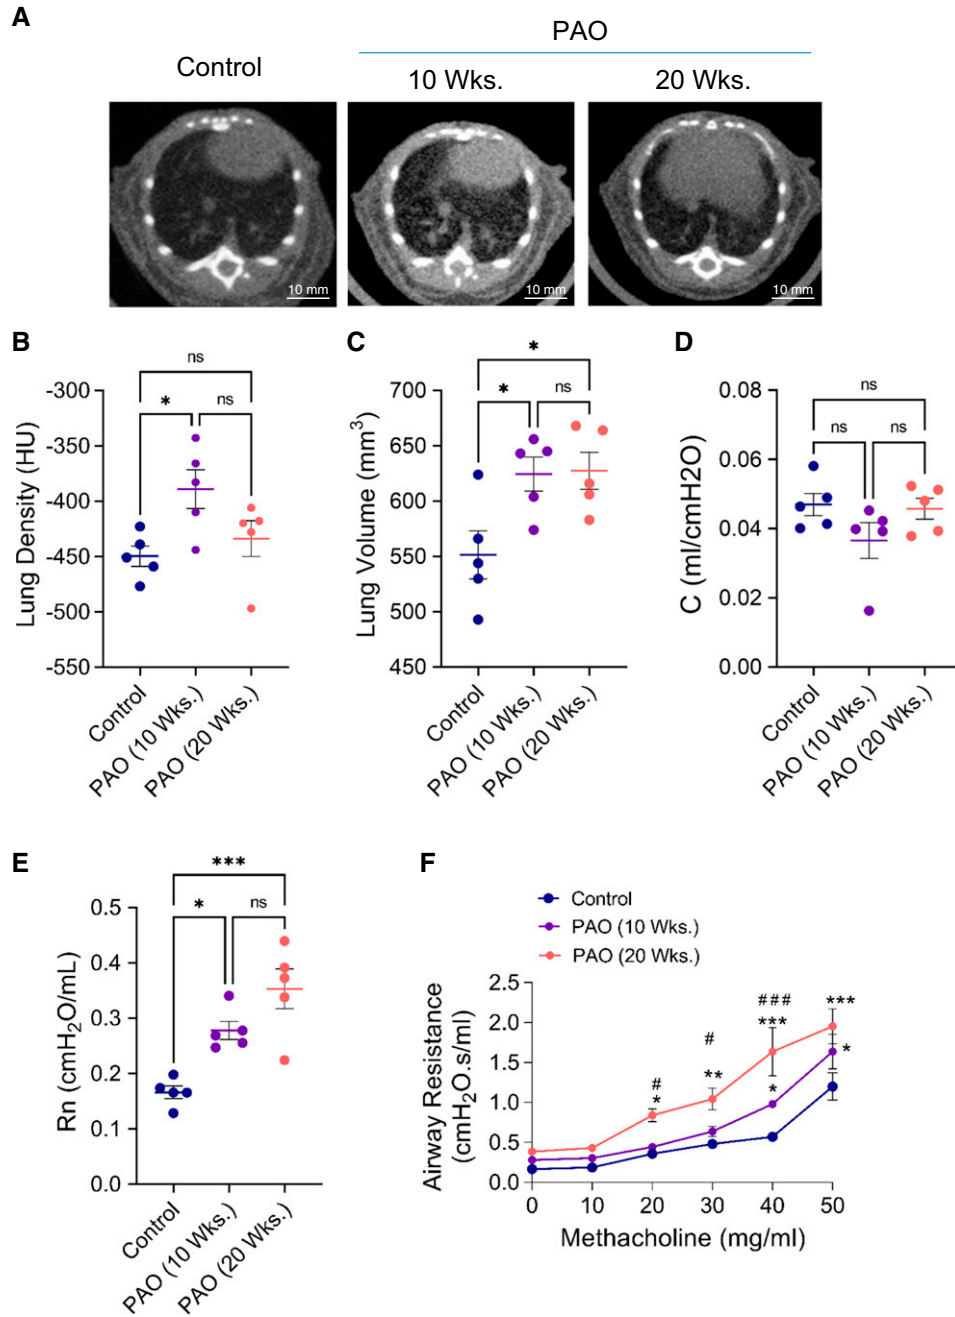 A
PAO
Control
10 Wks.
20 Wks.
10 mm
10 mm
10 mm
B
ns
*
ns
Lung Density (HU)
-300
-350
-400
-450
-500
-550
Control
PAO (10 Wks.)
PAO (20 Wks.)
C
*
*
ns
Lung Volume (mm³)
700
650
600
550
500
450
Control
PAO (10 Wks.)
PAO (20 Wks.)
D
ns
ns
ns
C (ml/cmH2O)
0.08
0.06
0.04
0.02
0.00
Control
PAO (10 Wks.)
PAO (20 Wks.)
E
***
*
ns
Rn (cmH₂O/mL)
0.5
0.4
0.3
0.2
0.1
0.0
Control
PAO (10 Wks.)
PAO (20 Wks.)
F
Control
PAO (10 Wks.)
PAO (20 Wks.)
Airway Resistance
(cmH₂O.s/ml)
2.5
2.0
1.5
1.0
0.5
0.0
#
*
#
**
###
***
*
***
*
0 10 20 30 40 50
Methacholine (mg/ml)